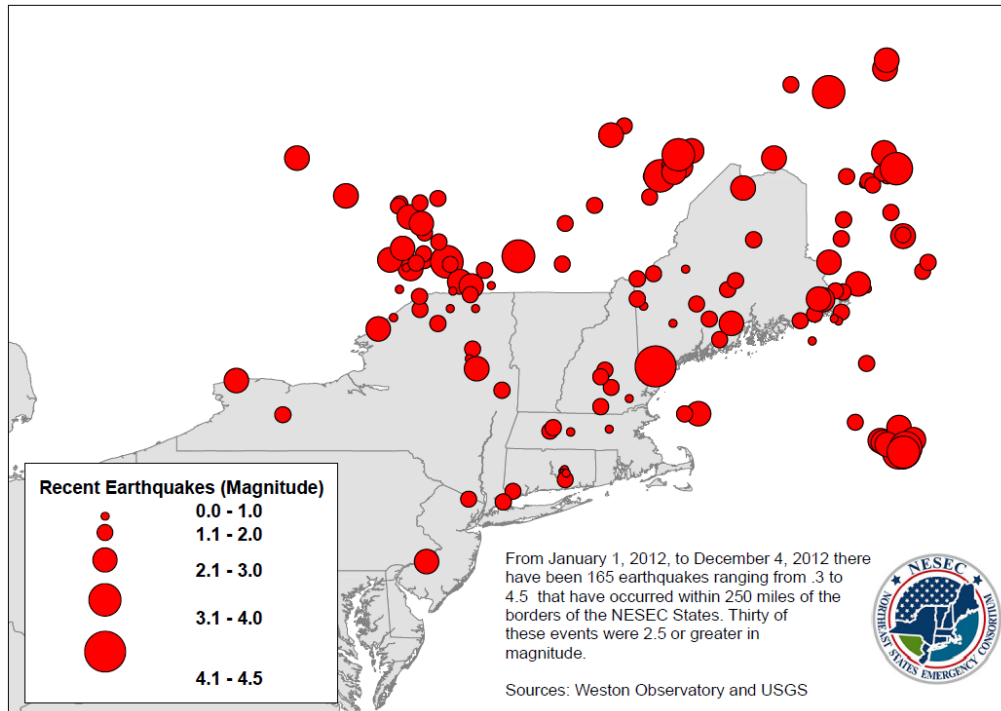 Recent Earthquakes (Magnitude)
0.0 - 1.0
1.1 - 2.0
2.1 - 3.0
3.1 - 4.0
4.1 - 4.5
From January 1, 2012, to December 4, 2012 there
have been 165 earthquakes ranging from .3 to
4.5 that have occurred within 250 miles of the
borders of the NESEC States. Thirty of
these events were 2.5 or greater in
magnitude.
Sources: Weston Observatory and USGS
NESEC
NORTHEAST STATES EMERGENCY CONSORTIUM